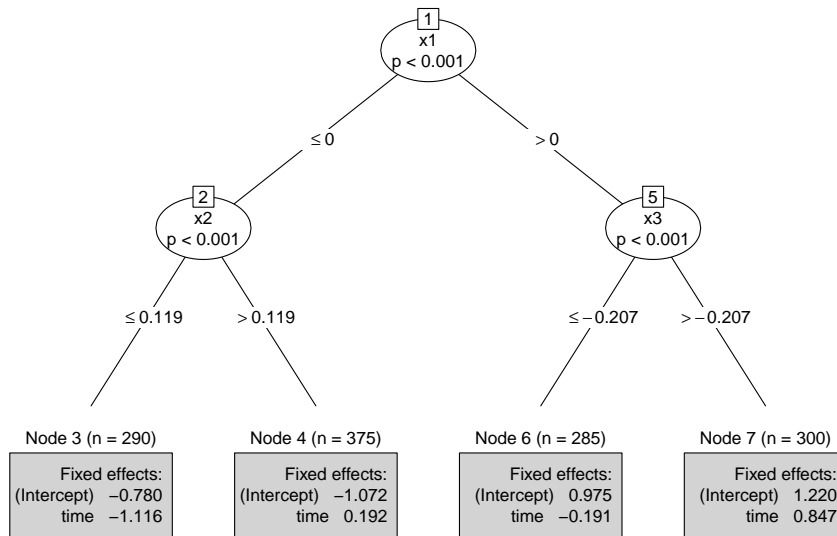 1
x1
p < 0.001
≤ 0
> 0
2
x2
p < 0.001
5
x3
p < 0.001
≤ 0.119
> 0.119
≤ −0.207
> −0.207
Node 3 (n = 290)
Fixed effects:
(Intercept) −0.780
time −1.116
Node 4 (n = 375)
Fixed effects:
(Intercept) −1.072
time 0.192
Node 6 (n = 285)
Fixed effects:
(Intercept) 0.975
time −0.191
Node 7 (n = 300)
Fixed effects:
(Intercept) 1.220
time 0.847